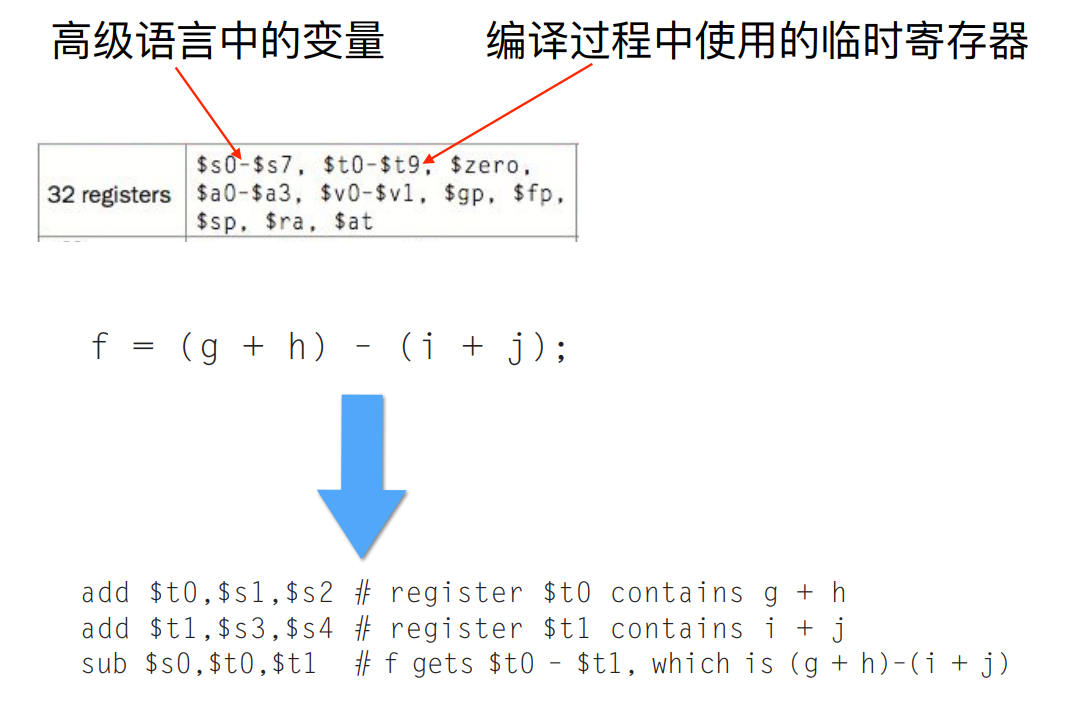 高级语言中的变量 编译过程中使用的临时寄存器
32 registers
$s0-$s7, $t0-$t9, $zero,
$a0-$a3, $v0-$v1, $gp, $fp,
$sp, $ra, $at
f = (g + h) - (i + j);
add $t0,$s1,$s2 # register $t0 contains g + h
add $t1,$s3,$s4 # register $t1 contains i + j
sub $s0,$t0,$t1 # f gets $t0 - $t1, which is (g + h)-(i + j)